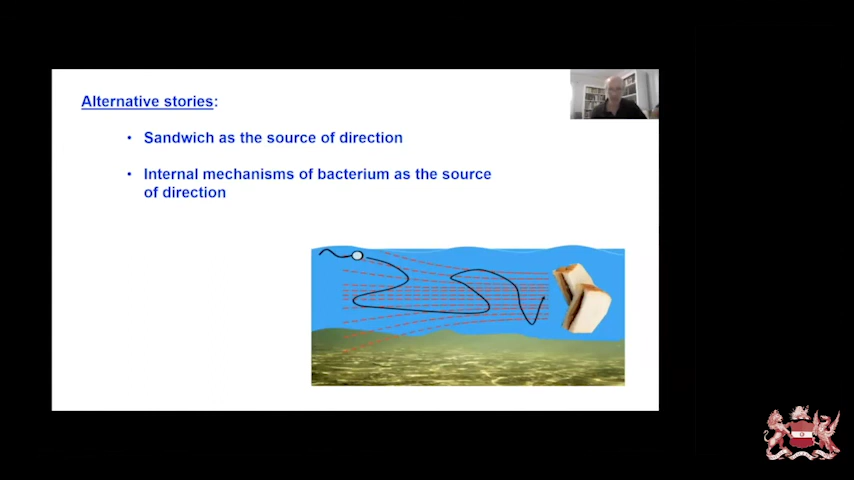 Alternative stories:
• Sandwich as the source of direction
• Internal mechanisms of bacterium as the source
of direction